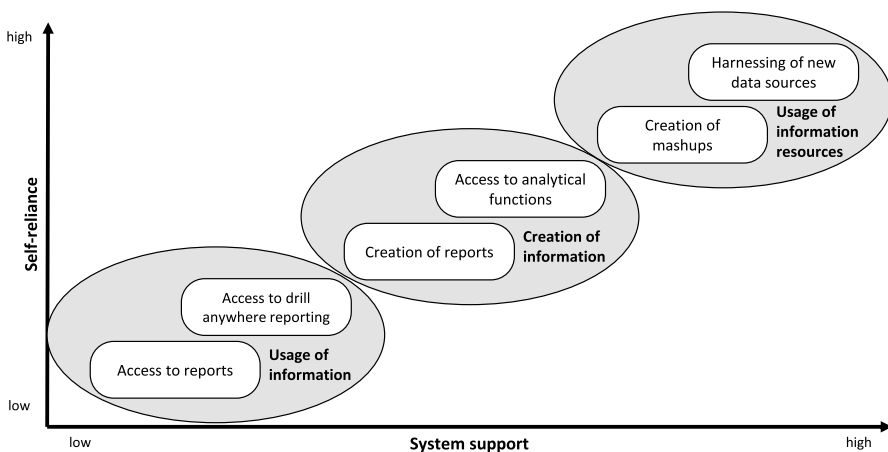 high
Harnessing of new
data sources
Usage of
information
resources
Creation of
mashups
Access to analytical
functions
Creation of
information
Creation of reports
Self-reliance
Access to drill
anywhere reporting
Usage of
information
Access to reports
low
low
System support
high